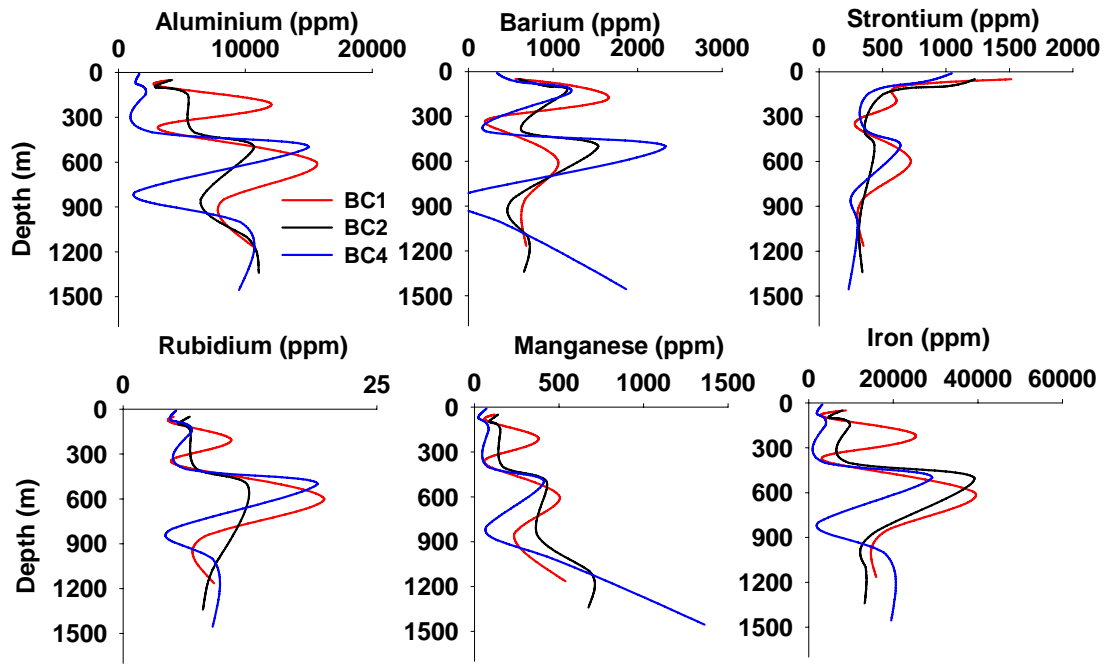 Aluminium (ppm)
0 10000 20000
Barium (ppm)
0 1000 2000 3000
Strontium (ppm)
0 500 1000 1500 2000
Depth (m)
0
300
600
900
1200
1500
BC1
BC2
BC4
0
300
600
900
1200
1500
0
300
600
900
1200
1500
Rubidium (ppm)
0 25
Manganese (ppm)
0 500 1000 1500
Iron (ppm)
0 20000 40000 60000
Depth (m)
0
300
600
900
1200
1500
0
300
600
900
1200
1500
0
300
600
900
1200
1500